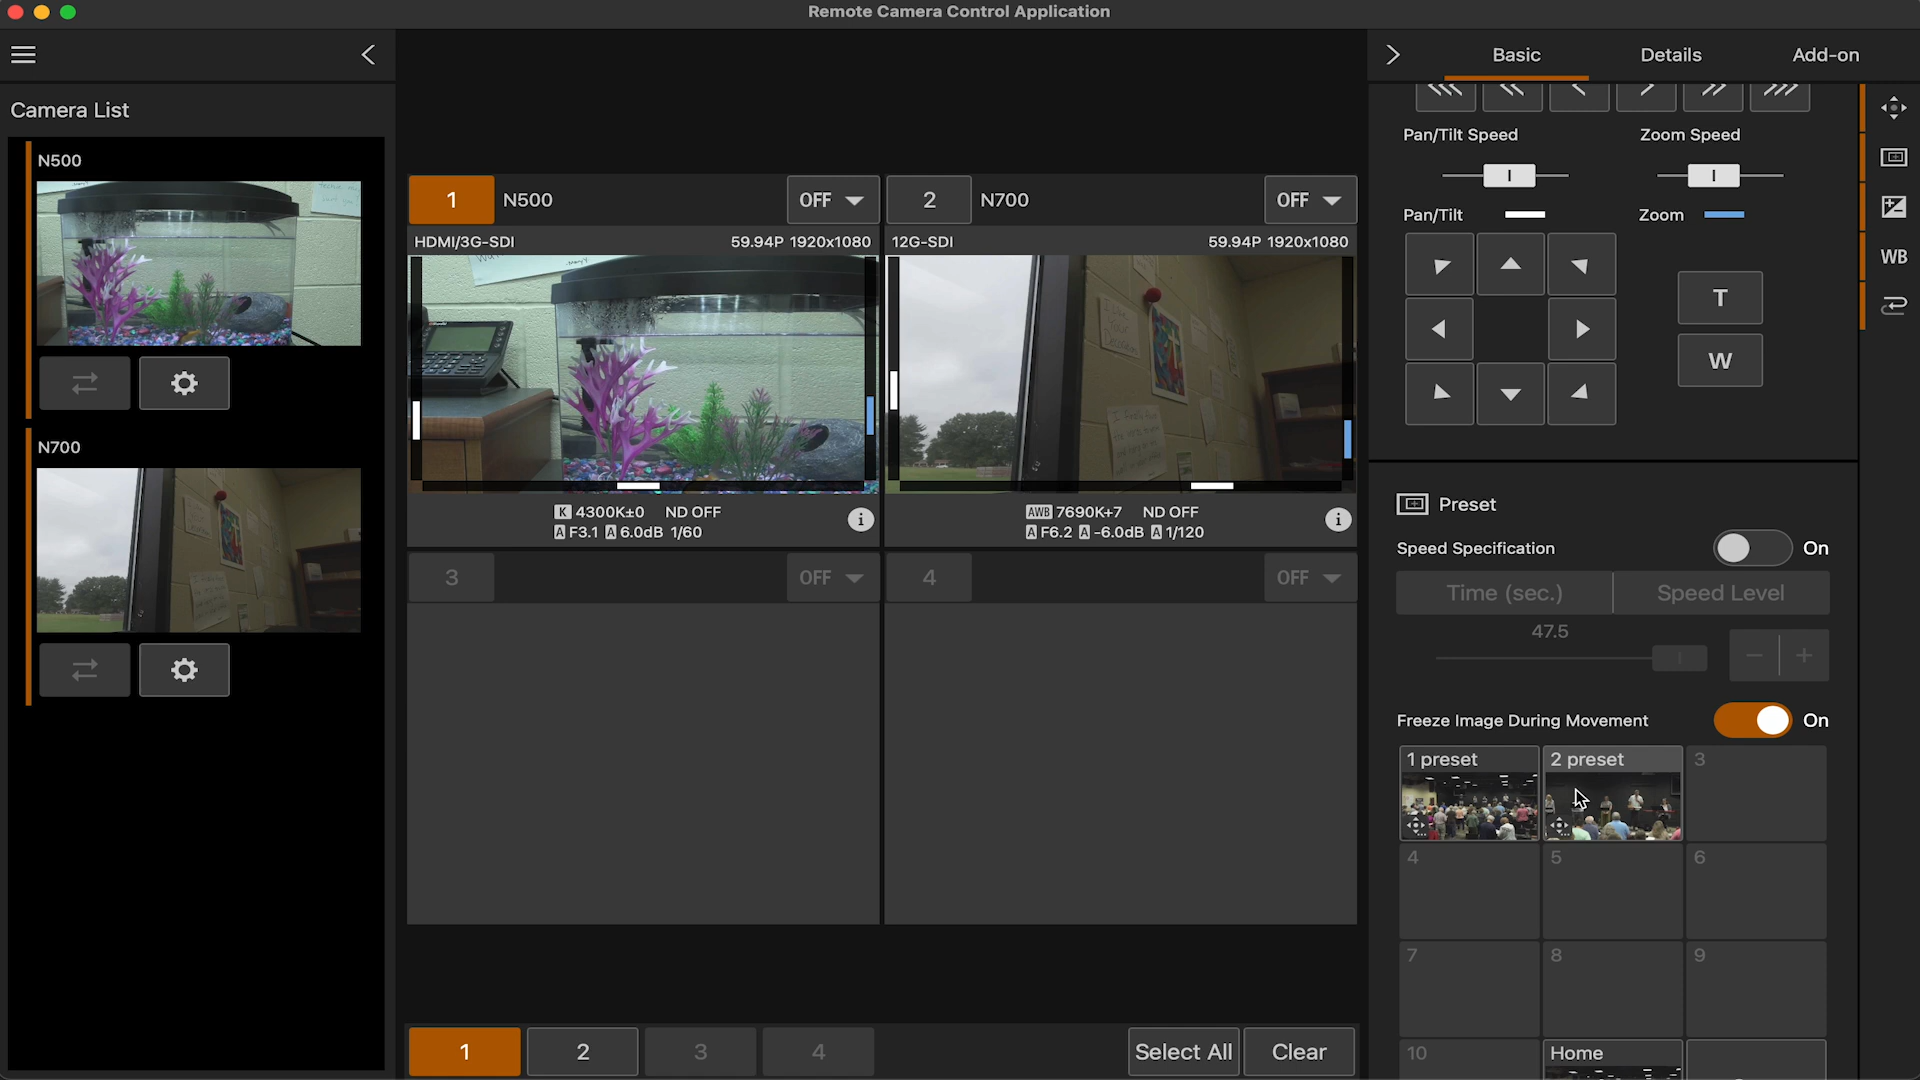 Remote Camera Control Application
Basic
Details
Add-on
Camera List
N500
N700
1
N500
OFF
2
N700
OFF
HDMI/3G-SDI
59.94P 1920x1080
12G-SDI
59.94P 1920x1080
K 4300K±0 ND OFF
A F3.1 A 6.0dB 1/60
AWB 7690K+7 ND OFF
A F6.2 A -6.0dB A 1/120
3
OFF
4
OFF
1
2
3
4
Select All
Clear
Pan/Tilt Speed
Zoom Speed
Pan/Tilt
Zoom
T
W
WB
Preset
Speed Specification
On
Time (sec.)
Speed Level
47.5
Freeze Image During Movement
On
1 preset
2 preset
3
4
5
6
7
8
9
10
Home